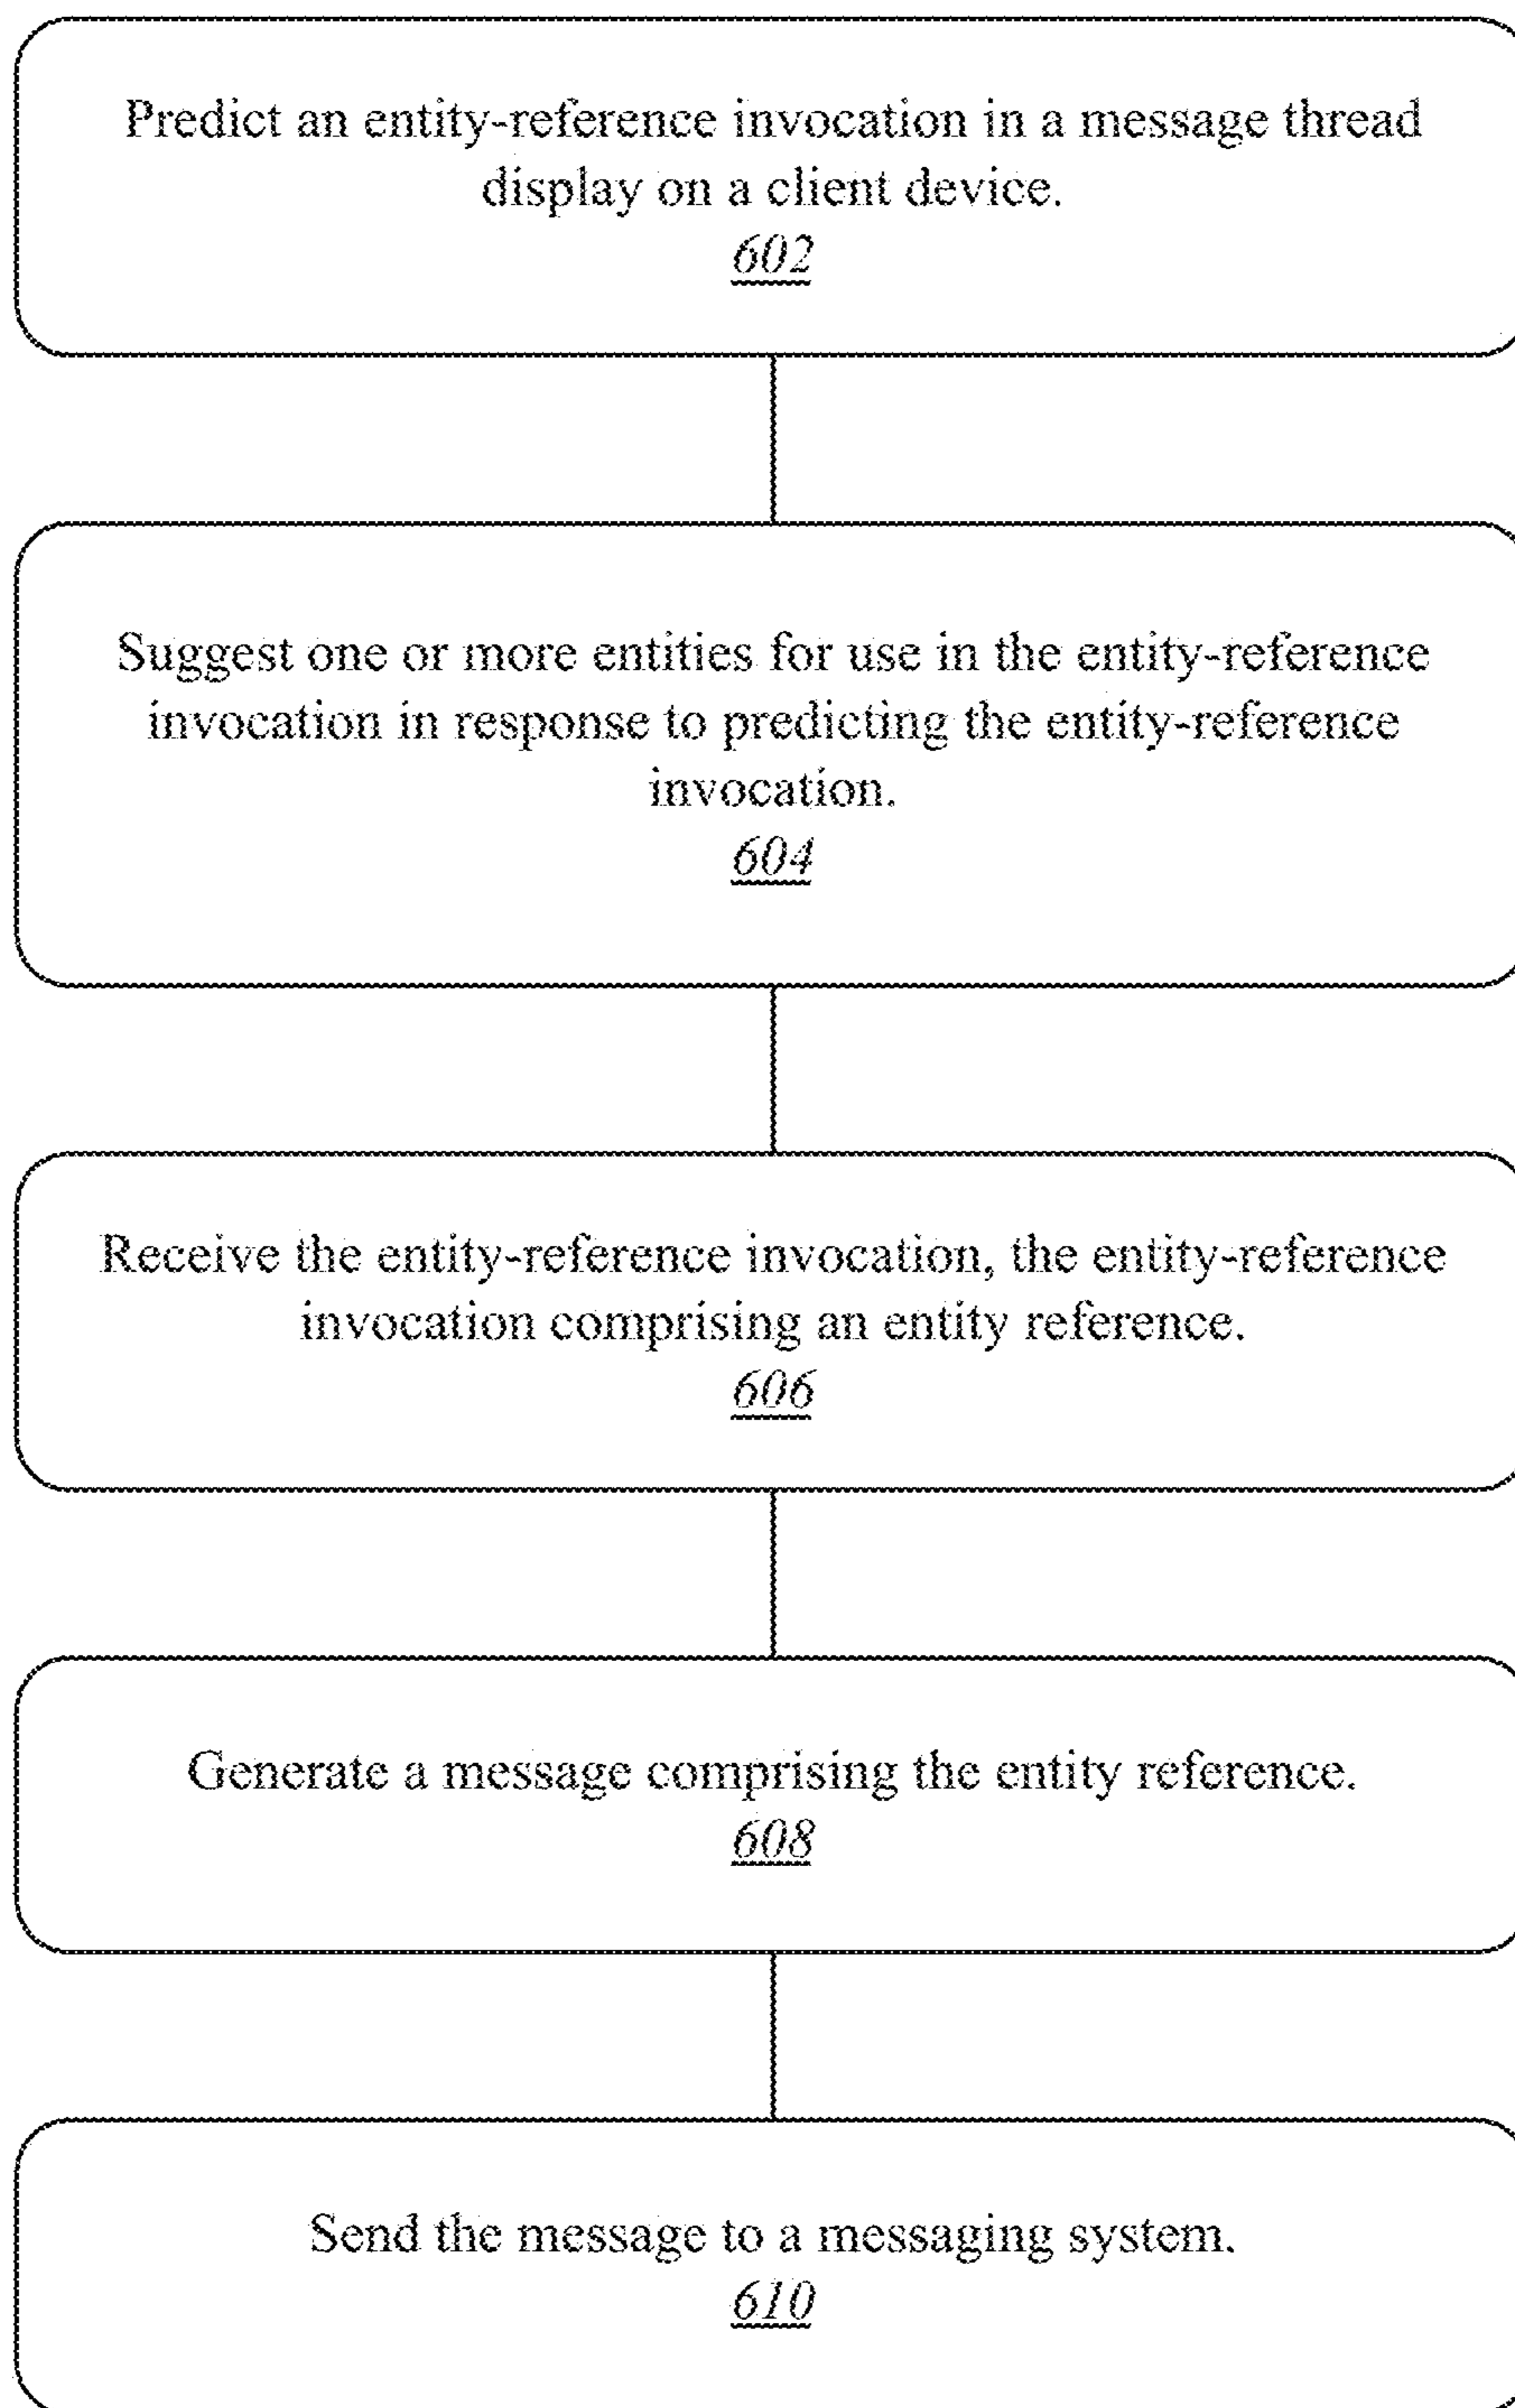 Predict an entity-reference invocation in a message thread
display on a client device.
602
Suggest one or more entities for use in the entity-reference
invocation in response to predicting the entity-reference
invocation.
604
Receive the entity-reference invocation, the entity-reference
invocation comprising an entity reference.
606
Generate a message comprising the entity reference.
608
Send the message to a messaging system.
610